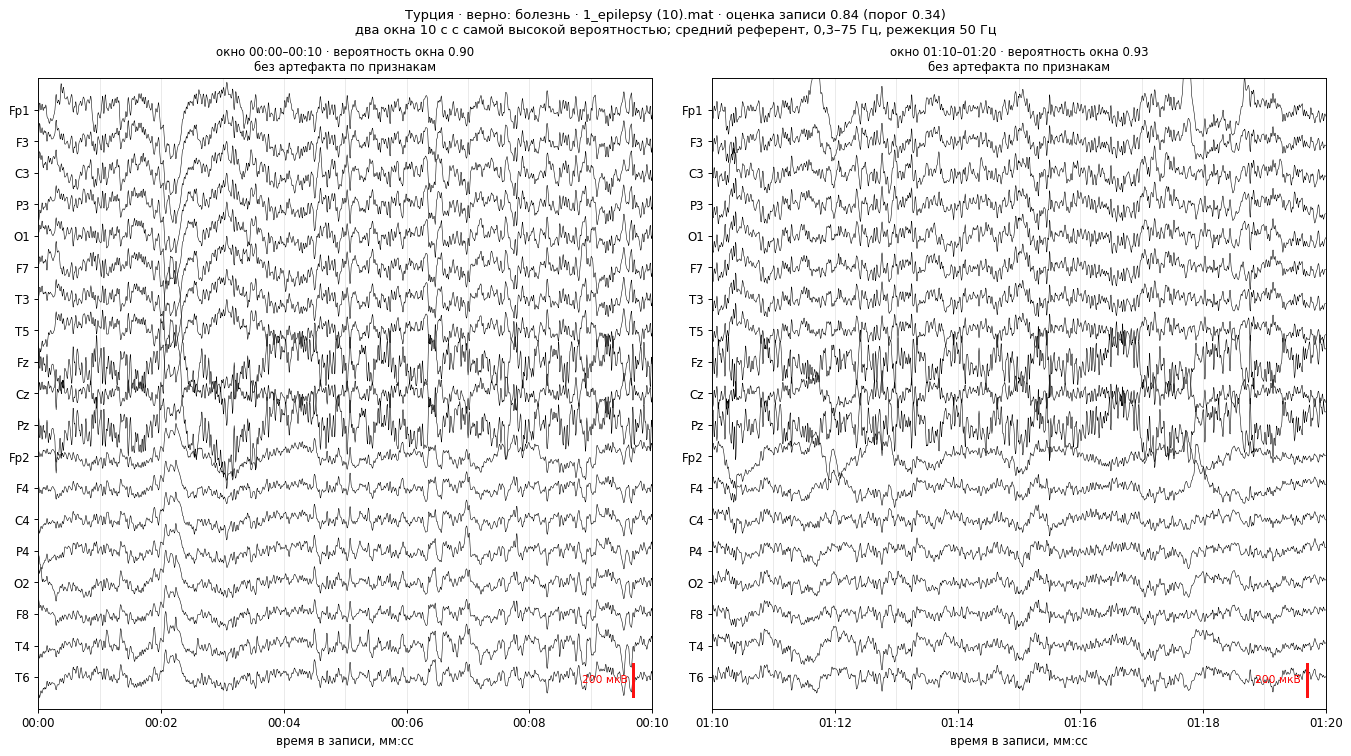 Турция · верно: болезнь · 1_epilepsy (10).mat · оценка записи 0.84 (порог 0.34)
два окна 10 с с самой высокой вероятностью; средний референт, 0,3–75 Гц, режекция 50 Гц
окно 00:00–00:10 · вероятность окна 0.90
без артефакта по признакам
Fp1
F3
C3
P3
O1
F7
T3
T5
Fz
Cz
Pz
Fp2
F4
C4
P4
O2
F8
T4
T6
200 мкВ
00:00 00:02 00:04 00:06 00:08 00:10
время в записи, мм:сс
окно 01:10–01:20 · вероятность окна 0.93
без артефакта по признакам
Fp1
F3
C3
P3
O1
F7
T3
T5
Fz
Cz
Pz
Fp2
F4
C4
P4
O2
F8
T4
T6
200 мкВ
01:10 01:12 01:14 01:16 01:18 01:20
время в записи, мм:сс